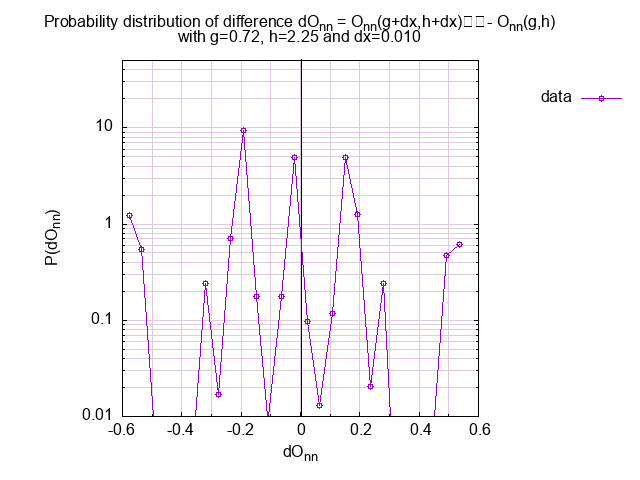 Probability distribution of difference dOnn = Onn(g+dx,h+dx)□□- Onn(g,h)
with g=0.72, h=2.25 and dx=0.010
data
10
1
0.1
0.01
P(dOnn)
-0.6 -0.4 -0.2 0 0.2 0.4 0.6
dOnn